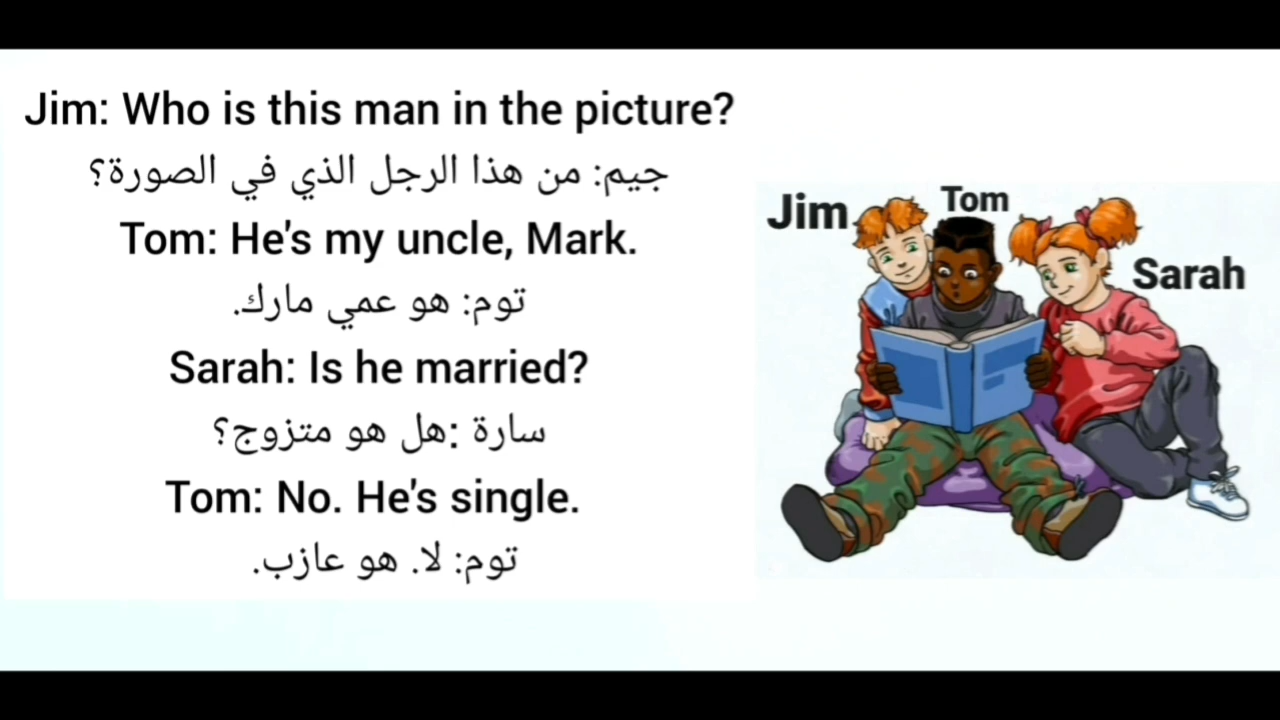 Jim: Who is this man in the picture?
جيم: من هذا الرجل الذي في الصورة؟
Tom: He's my uncle, Mark.
توم: هو عمي مارك.
Sarah: Is he married?
سارة :هل هو متزوج؟
Tom: No. He's single.
توم: لا. هو عازب.
Jim
Tom
Sarah